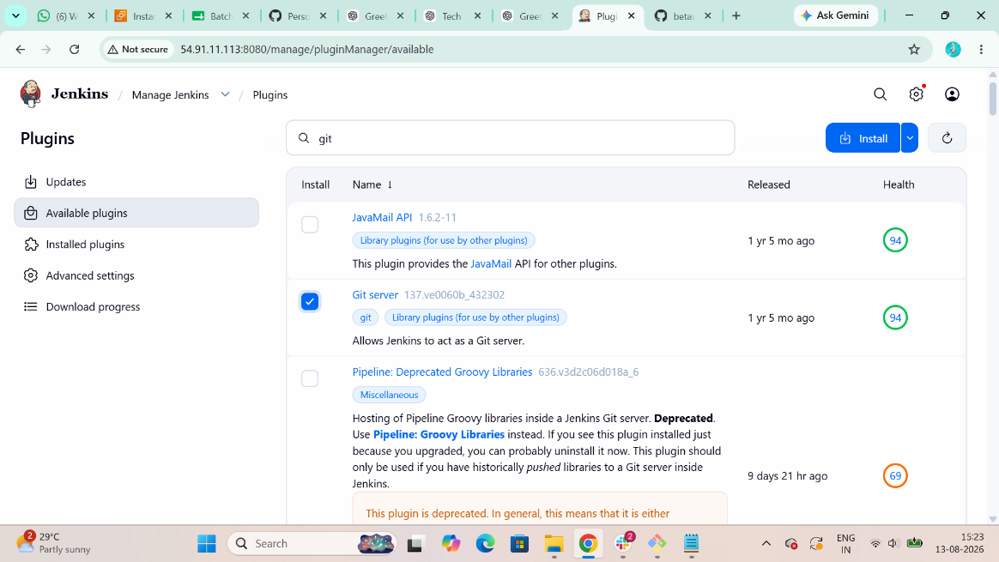 (6) W
Instar
Batch
Perso
Greet
Tech
Greet
Plugi
betav
Ask Gemini
Not secure
54.91.11.113:8080/manage/pluginManager/available
Jenkins / Manage Jenkins / Plugins
Plugins
git
Install
Updates
Available plugins
Installed plugins
Advanced settings
Download progress
Install Name ↓ Released Health
JavaMail API 1.6.2-11
Library plugins (for use by other plugins)
This plugin provides the JavaMail API for other plugins.
1 yr 5 mo ago
94
Git server 137.ve0060b_432302
git Library plugins (for use by other plugins)
Allows Jenkins to act as a Git server.
1 yr 5 mo ago
94
Pipeline: Deprecated Groovy Libraries 636.v3d2c06d018a_6
Miscellaneous
Hosting of Pipeline Groovy libraries inside a Jenkins Git server. Deprecated.
Use Pipeline: Groovy Libraries instead. If you see this plugin installed just
because you upgraded, you can probably uninstall it now. This plugin should
only be used if you have historically pushed libraries to a Git server inside
Jenkins.
9 days 21 hr ago
69
This plugin is deprecated. In general, this means that it is either
2
29°C
Partly sunny
Search
2
ENG
IN
15:23
13-08-2026